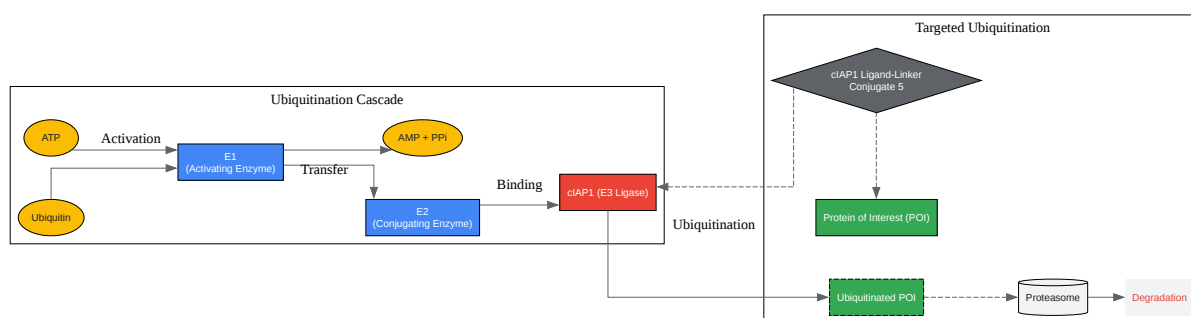 Targeted Ubiquitination
cIAP1 Ligand-Linker
Conjugate 5
Ubiquitination Cascade
ATP
Activation
AMP + PPi
E1
(Activating Enzyme)
Transfer
Binding
cIAP1 (E3 Ligase)
Ubiquitin
E2
(Conjugating Enzyme)
Ubiquitination
Protein of Interest (POI)
Ubiquitinated POI
Proteasome
Degradation